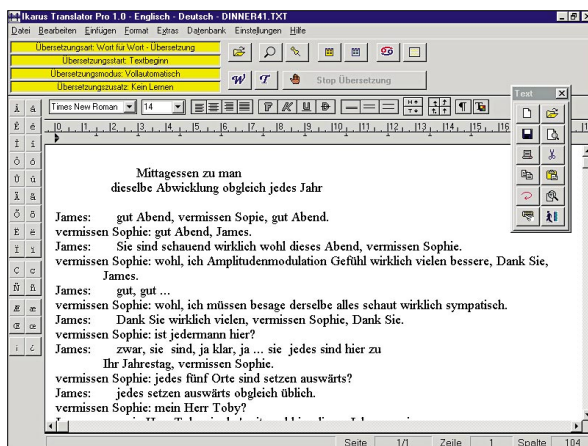 Ikarus Translator Pro 1.0 - Englisch - Deutsch - DINNER41.TXT
Datei Bearbeiten Einfügen Format Extras Datenbank Einstellungen Hilfe
Übersetzungsart: Wort für Wort - Übersetzung
Übersetzungsstart: Textbeginn
Übersetzungsmodus: Vollautomatisch
Übersetzungszusatz: Kein Lernen
W T Stop Übersetzung
Text
Times New Roman 14 F K U D
Mittagessen zu man
dieselbe Abwicklung obgleich jedes Jahr
James: gut Abend, vermissen Sopie, gut Abend.
vermissen Sophie: gut Abend, James.
James: Sie sind schauend wirklich wohl dieses Abend, vermissen Sophie.
vermissen Sophie: wohl, ich Amplitudenmodulation Gefühl wirklich vielen bessere, Dank Sie,
James.
James: gut, gut ...
vermissen Sophie: wohl, ich müssen besage derselbe alles schaut wirklich sympatisch.
James: Dank Sie wirklich vielen, vermissen Sophie, Dank Sie.
vermissen Sophie: ist jedermann hier?
James: zwar, sie sind, ja klar, ja ... sie jedes sind hier zu
Ihr Jahrestag, vermissen Sophie.
vermissen Sophie: jedes fünf Orte sind setzen auswärts?
James: jedes setzen auswärts obgleich üblich.
vermissen Sophie: mein Herr Toby?
Seite 1/1 Zeile 1 Spalte 104